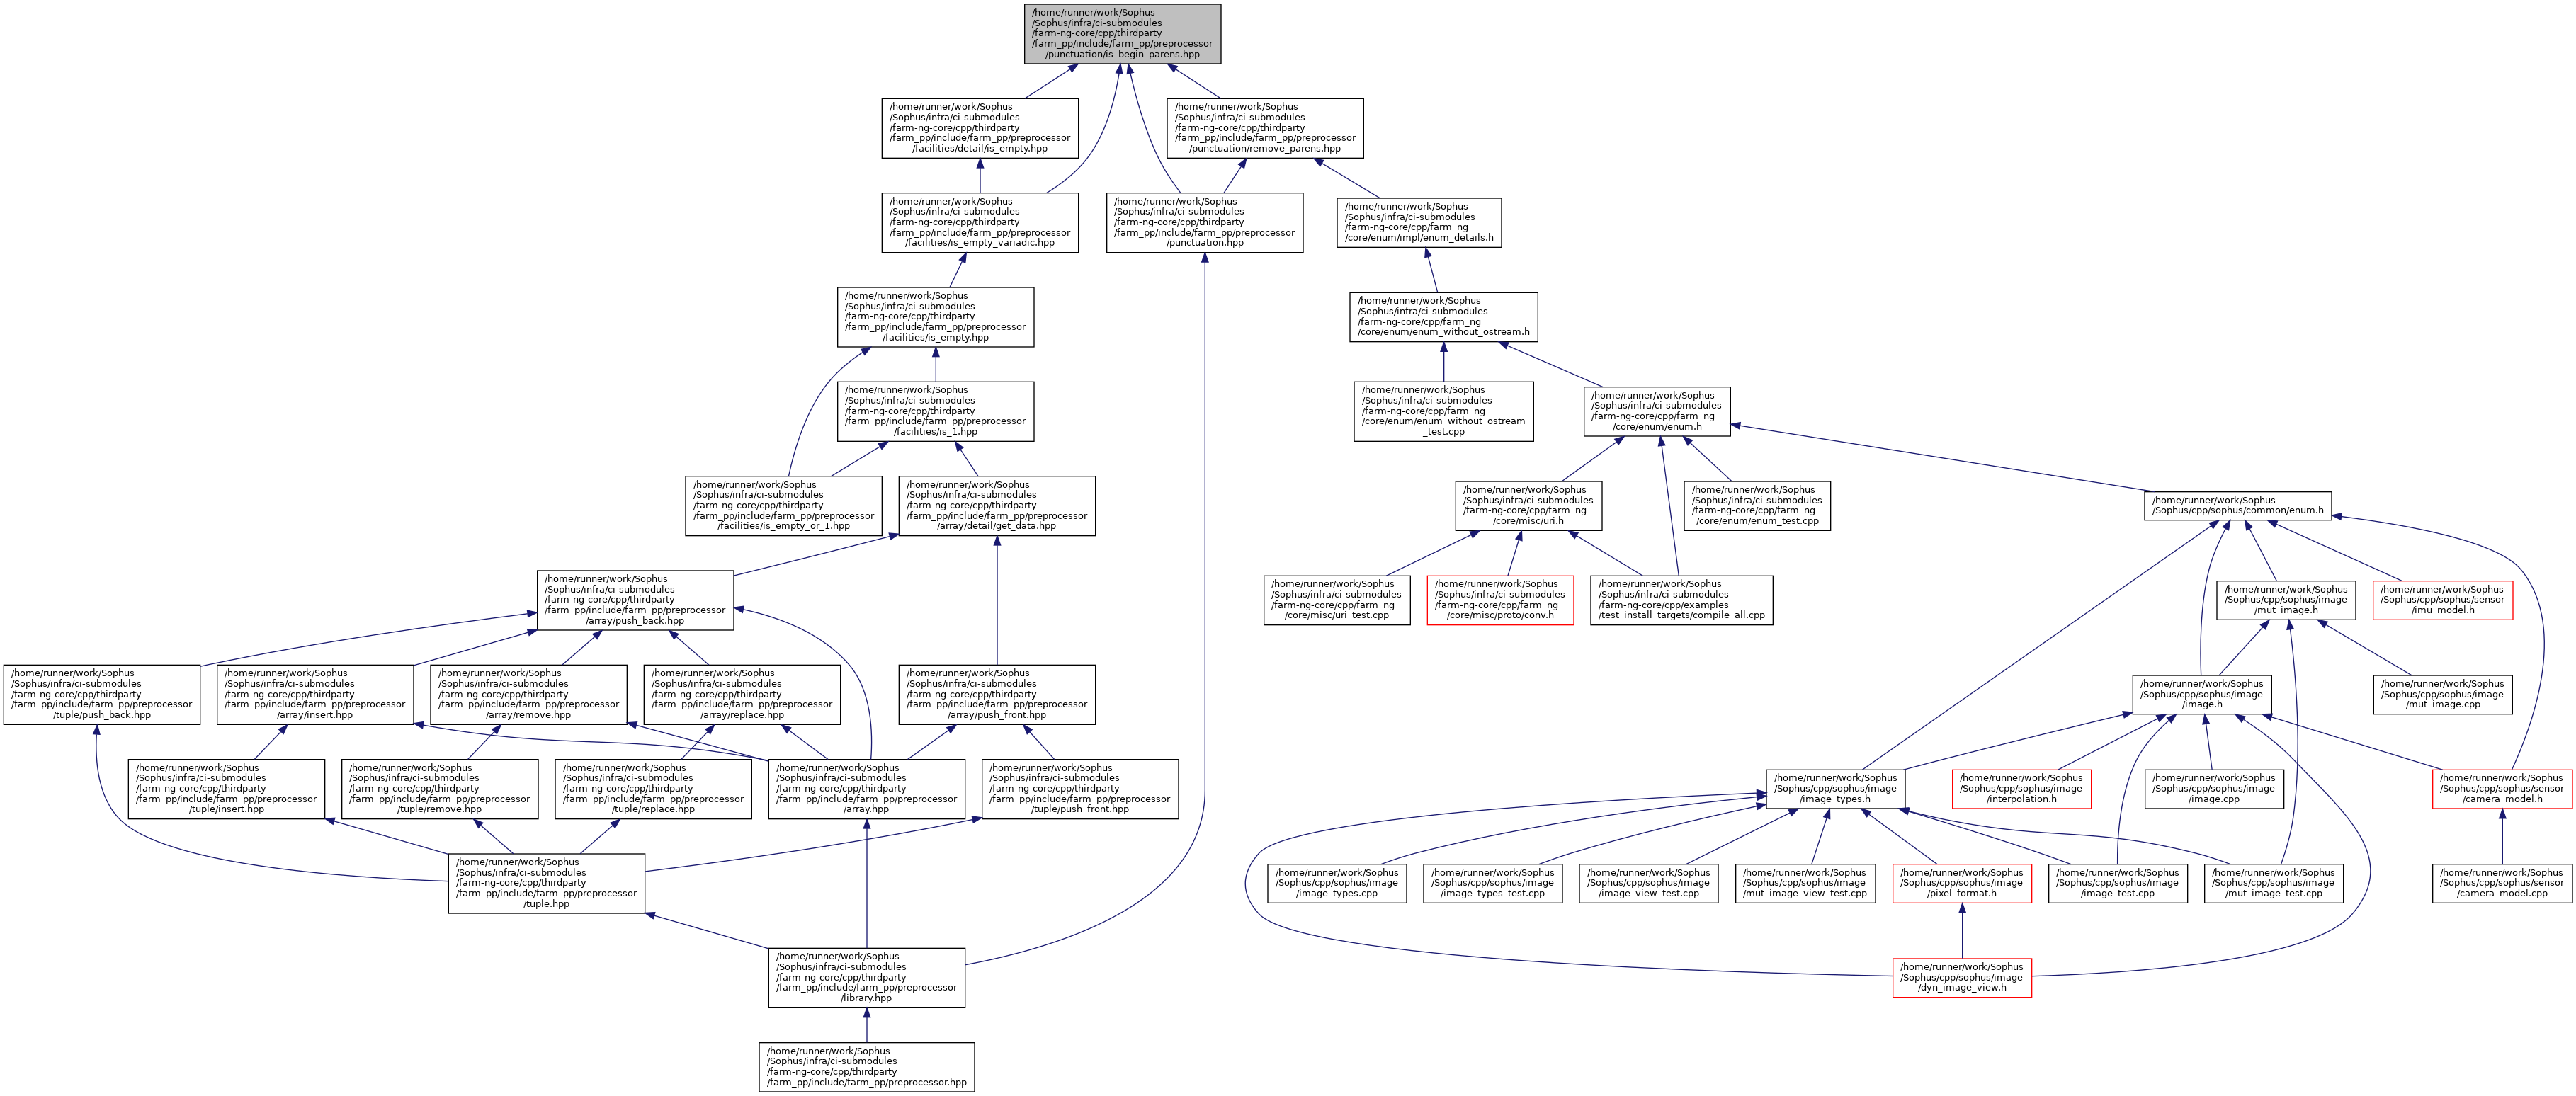 /home/runner/work/Sophus
/Sophus/infra/ci-submodules
/farm-ng-core/cpp/thirdparty
/farm_pp/include/farm_pp/preprocessor
/punctuation/is_begin_parens.hpp
/home/runner/work/Sophus
/Sophus/infra/ci-submodules
/farm-ng-core/cpp/thirdparty
/farm_pp/include/farm_pp/preprocessor
/facilities/detail/is_empty.hpp
/home/runner/work/Sophus
/Sophus/infra/ci-submodules
/farm-ng-core/cpp/thirdparty
/farm_pp/include/farm_pp/preprocessor
/punctuation/remove_parens.hpp
/home/runner/work/Sophus
/Sophus/infra/ci-submodules
/farm-ng-core/cpp/thirdparty
/farm_pp/include/farm_pp/preprocessor
/facilities/is_empty_variadic.hpp
/home/runner/work/Sophus
/Sophus/infra/ci-submodules
/farm-ng-core/cpp/thirdparty
/farm_pp/include/farm_pp/preprocessor
/punctuation.hpp
/home/runner/work/Sophus
/Sophus/infra/ci-submodules
/farm-ng-core/cpp/farm_ng
/core/enum/impl/enum_details.h
/home/runner/work/Sophus
/Sophus/infra/ci-submodules
/farm-ng-core/cpp/thirdparty
/farm_pp/include/farm_pp/preprocessor
/facilities/is_empty.hpp
/home/runner/work/Sophus
/Sophus/infra/ci-submodules
/farm-ng-core/cpp/farm_ng
/core/enum/enum_without_ostream.h
/home/runner/work/Sophus
/Sophus/infra/ci-submodules
/farm-ng-core/cpp/thirdparty
/farm_pp/include/farm_pp/preprocessor
/facilities/is_1.hpp
/home/runner/work/Sophus
/Sophus/infra/ci-submodules
/farm-ng-core/cpp/farm_ng
/core/enum/enum_without_ostream
_test.cpp
/home/runner/work/Sophus
/Sophus/infra/ci-submodules
/farm-ng-core/cpp/farm_ng
/core/enum/enum.h
/home/runner/work/Sophus
/Sophus/infra/ci-submodules
/farm-ng-core/cpp/thirdparty
/farm_pp/include/farm_pp/preprocessor
/facilities/is_empty_or_1.hpp
/home/runner/work/Sophus
/Sophus/infra/ci-submodules
/farm-ng-core/cpp/thirdparty
/farm_pp/include/farm_pp/preprocessor
/array/detail/get_data.hpp
/home/runner/work/Sophus
/Sophus/infra/ci-submodules
/farm-ng-core/cpp/farm_ng
/core/misc/uri.h
/home/runner/work/Sophus
/Sophus/infra/ci-submodules
/farm-ng-core/cpp/farm_ng
/core/enum/enum_test.cpp
/home/runner/work/Sophus
/Sophus/cpp/sophus/common/enum.h
/home/runner/work/Sophus
/Sophus/infra/ci-submodules
/farm-ng-core/cpp/thirdparty
/farm_pp/include/farm_pp/preprocessor
/array/push_back.hpp
/home/runner/work/Sophus
/Sophus/infra/ci-submodules
/farm-ng-core/cpp/farm_ng
/core/misc/uri_test.cpp
/home/runner/work/Sophus
/Sophus/infra/ci-submodules
/farm-ng-core/cpp/farm_ng
/core/misc/proto/conv.h
/home/runner/work/Sophus
/Sophus/infra/ci-submodules
/farm-ng-core/cpp/examples
/test_install_targets/compile_all.cpp
/home/runner/work/Sophus
/Sophus/cpp/sophus/image
/mut_image.h
/home/runner/work/Sophus
/Sophus/cpp/sophus/sensor
/imu_model.h
/home/runner/work/Sophus
/Sophus/infra/ci-submodules
/farm-ng-core/cpp/thirdparty
/farm_pp/include/farm_pp/preprocessor
/tuple/push_back.hpp
/home/runner/work/Sophus
/Sophus/infra/ci-submodules
/farm-ng-core/cpp/thirdparty
/farm_pp/include/farm_pp/preprocessor
/array/insert.hpp
/home/runner/work/Sophus
/Sophus/infra/ci-submodules
/farm-ng-core/cpp/thirdparty
/farm_pp/include/farm_pp/preprocessor
/array/remove.hpp
/home/runner/work/Sophus
/Sophus/infra/ci-submodules
/farm-ng-core/cpp/thirdparty
/farm_pp/include/farm_pp/preprocessor
/array/replace.hpp
/home/runner/work/Sophus
/Sophus/infra/ci-submodules
/farm-ng-core/cpp/thirdparty
/farm_pp/include/farm_pp/preprocessor
/array/push_front.hpp
/home/runner/work/Sophus
/Sophus/cpp/sophus/image
/image.h
/home/runner/work/Sophus
/Sophus/cpp/sophus/image
/mut_image.cpp
/home/runner/work/Sophus
/Sophus/infra/ci-submodules
/farm-ng-core/cpp/thirdparty
/farm_pp/include/farm_pp/preprocessor
/tuple/insert.hpp
/home/runner/work/Sophus
/Sophus/infra/ci-submodules
/farm-ng-core/cpp/thirdparty
/farm_pp/include/farm_pp/preprocessor
/tuple/remove.hpp
/home/runner/work/Sophus
/Sophus/infra/ci-submodules
/farm-ng-core/cpp/thirdparty
/farm_pp/include/farm_pp/preprocessor
/tuple/replace.hpp
/home/runner/work/Sophus
/Sophus/infra/ci-submodules
/farm-ng-core/cpp/thirdparty
/farm_pp/include/farm_pp/preprocessor
/array.hpp
/home/runner/work/Sophus
/Sophus/infra/ci-submodules
/farm-ng-core/cpp/thirdparty
/farm_pp/include/farm_pp/preprocessor
/tuple/push_front.hpp
/home/runner/work/Sophus
/Sophus/cpp/sophus/image
/image_types.h
/home/runner/work/Sophus
/Sophus/cpp/sophus/image
/interpolation.h
/home/runner/work/Sophus
/Sophus/cpp/sophus/image
/image.cpp
/home/runner/work/Sophus
/Sophus/cpp/sophus/sensor
/camera_model.h
/home/runner/work/Sophus
/Sophus/infra/ci-submodules
/farm-ng-core/cpp/thirdparty
/farm_pp/include/farm_pp/preprocessor
/tuple.hpp
/home/runner/work/Sophus
/Sophus/cpp/sophus/image
/image_types.cpp
/home/runner/work/Sophus
/Sophus/cpp/sophus/image
/image_types_test.cpp
/home/runner/work/Sophus
/Sophus/cpp/sophus/image
/image_view_test.cpp
/home/runner/work/Sophus
/Sophus/cpp/sophus/image
/mut_image_view_test.cpp
/home/runner/work/Sophus
/Sophus/cpp/sophus/image
/pixel_format.h
/home/runner/work/Sophus
/Sophus/cpp/sophus/image
/image_test.cpp
/home/runner/work/Sophus
/Sophus/cpp/sophus/image
/mut_image_test.cpp
/home/runner/work/Sophus
/Sophus/cpp/sophus/sensor
/camera_model.cpp
/home/runner/work/Sophus
/Sophus/infra/ci-submodules
/farm-ng-core/cpp/thirdparty
/farm_pp/include/farm_pp/preprocessor
/library.hpp
/home/runner/work/Sophus
/Sophus/cpp/sophus/image
/dyn_image_view.h
/home/runner/work/Sophus
/Sophus/infra/ci-submodules
/farm-ng-core/cpp/thirdparty
/farm_pp/include/farm_pp/preprocessor.hpp